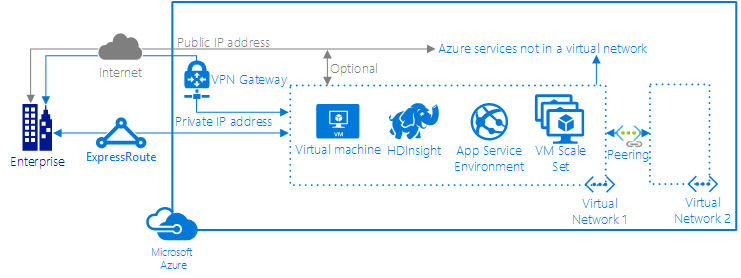 Public IP address
Azure services not in a virtual network
Internet
VPN Gateway
Optional
Private IP address
VM
Virtual machine
HDInsight
App Service
Environment
VM Scale
Set
Peering
Enterprise
ExpressRoute
Virtual
Network 1
Virtual
Network 2
Microsoft
Azure